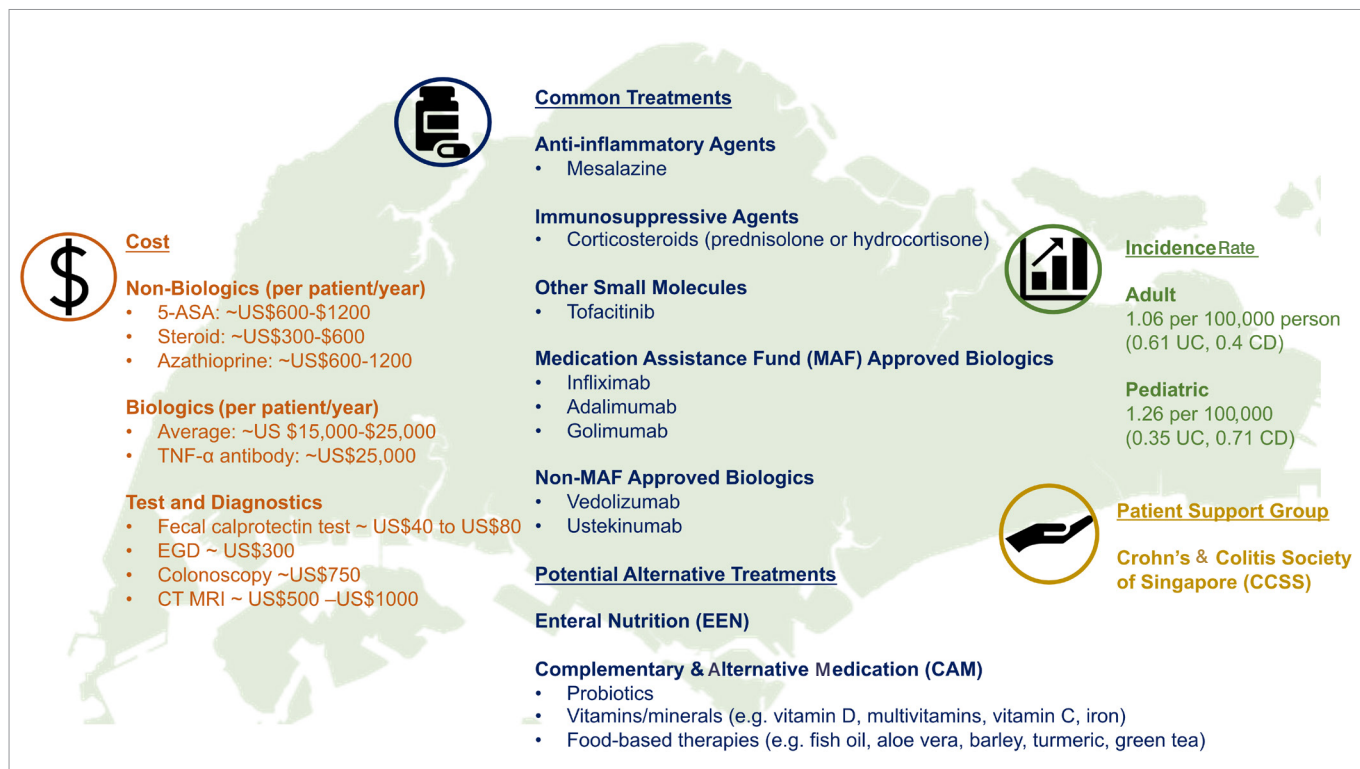 Common Treatments
Anti-inflammatory Agents
• Mesalazine
Immunosuppressive Agents
• Corticosteroids (prednisolone or hydrocortisone)
Other Small Molecules
• Tofacitinib
Medication Assistance Fund (MAF) Approved Biologics
• Infliximab
• Adalimumab
• Golimumab
Non-MAF Approved Biologics
• Vedolizumab
• Ustekinumab
Potential Alternative Treatments
Enteral Nutrition (EEN)
Complementary & Alternative Medication (CAM)
• Probiotics
• Vitamins/minerals (e.g. vitamin D, multivitamins, vitamin C, iron)
• Food-based therapies (e.g. fish oil, aloe vera, barley, turmeric, green tea)
$
Cost
Non-Biologics (per patient/year)
• 5-ASA: ~US$600-$1200
• Steroid: ~US$300-$600
• Azathioprine: ~US$600-1200
Biologics (per patient/year)
• Average: ~US $15,000-$25,000
• TNF-α antibody: ~US$25,000
Test and Diagnostics
• Fecal calprotectin test ~ US$40 to US$80
• EGD ~ US$300
• Colonoscopy ~US$750
• CT MRI ~ US$500 –US$1000
Incidence Rate
Adult
1.06 per 100,000 person
(0.61 UC, 0.4 CD)
Pediatric
1.26 per 100,000
(0.35 UC, 0.71 CD)
Patient Support Group
Crohn's & Colitis Society
of Singapore (CCSS)